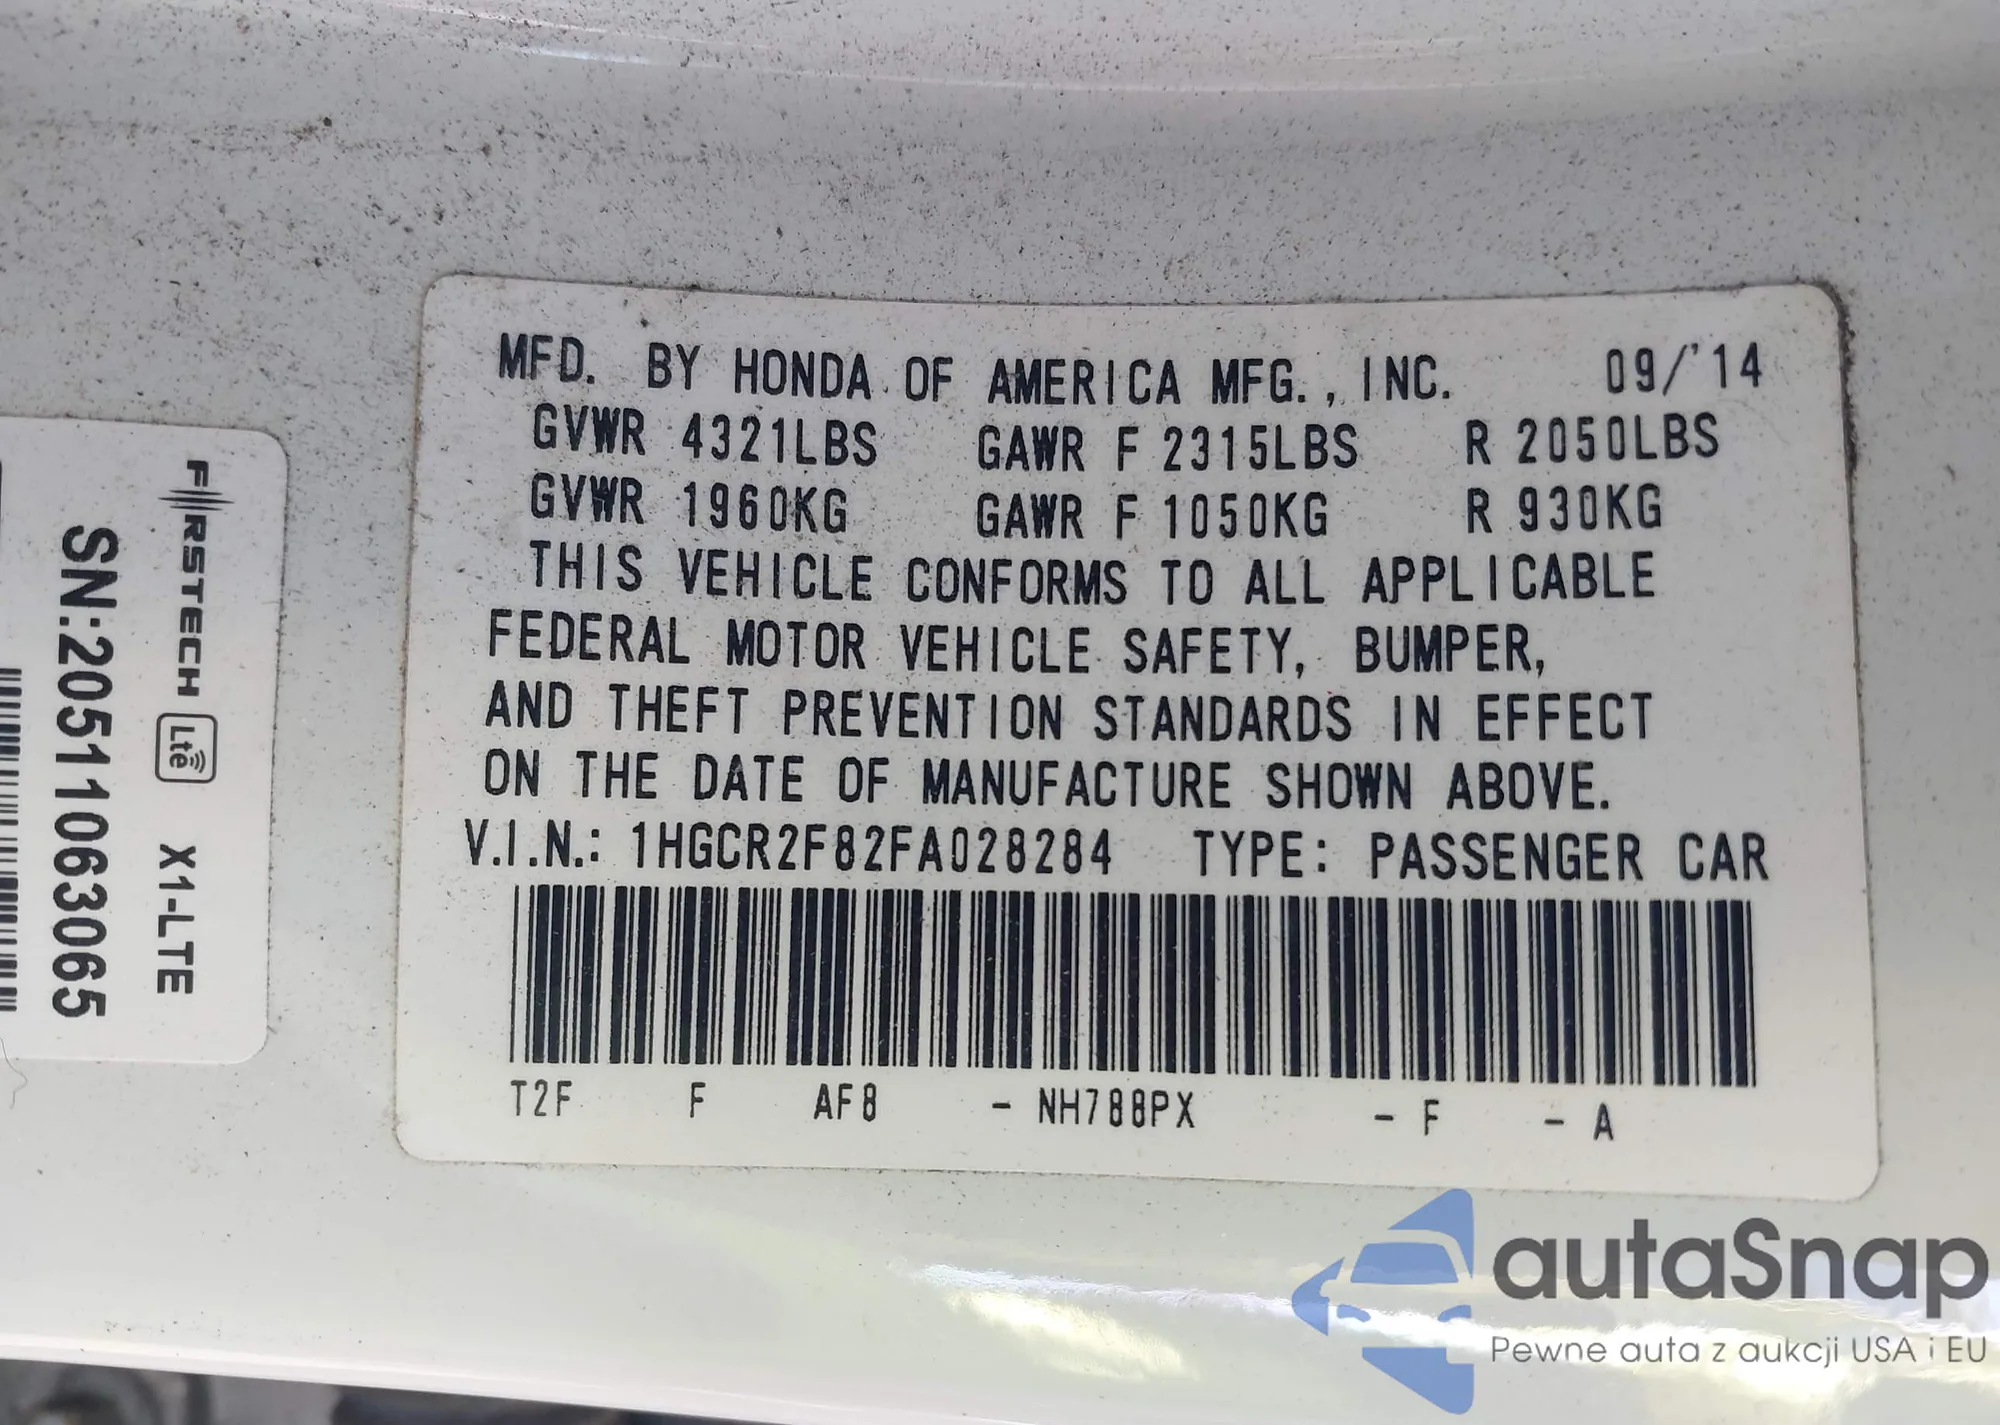 MFD. BY HONDA OF AMERICA MFG., INC. 09/'14
GVWR 4321LBS GAWR F 2315LBS R 2050LBS
GVWR 1960KG GAWR F 1050KG R 930KG
THIS VEHICLE CONFORMS TO ALL APPLICABLE
FEDERAL MOTOR VEHICLE SAFETY, BUMPER,
AND THEFT PREVENTION STANDARDS IN EFFECT
ON THE DATE OF MANUFACTURE SHOWN ABOVE.
V.I.N.: 1HGCR2F82FA028284 TYPE: PASSENGER CAR
T2F F AF8 - NH788PX - F - A
FIRSTECH Lte X1-LTE
SN:20511063065
autaSnap
Pewne auta z aukcji USA i EU